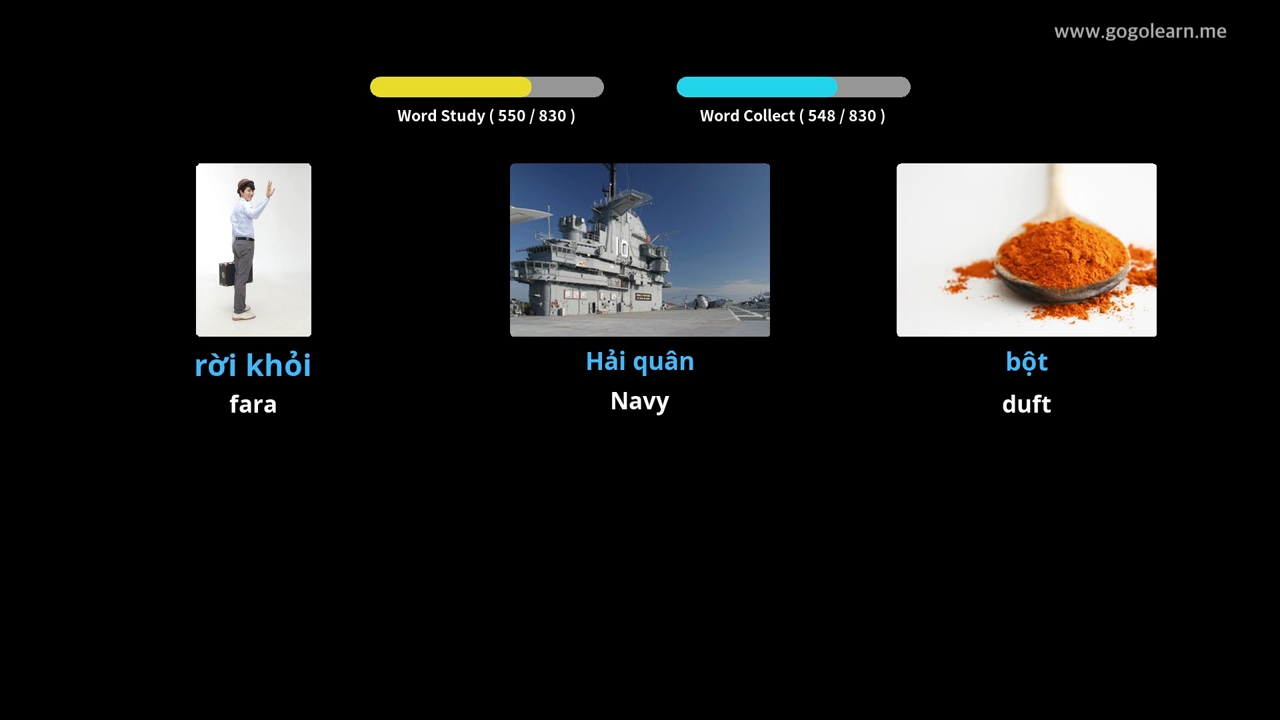 www.gogolearn.me
Word Study ( 550 / 830 )
Word Collect ( 548 / 830 )
10
rời khỏi
Hải quân
bột
fara
Navy
duft